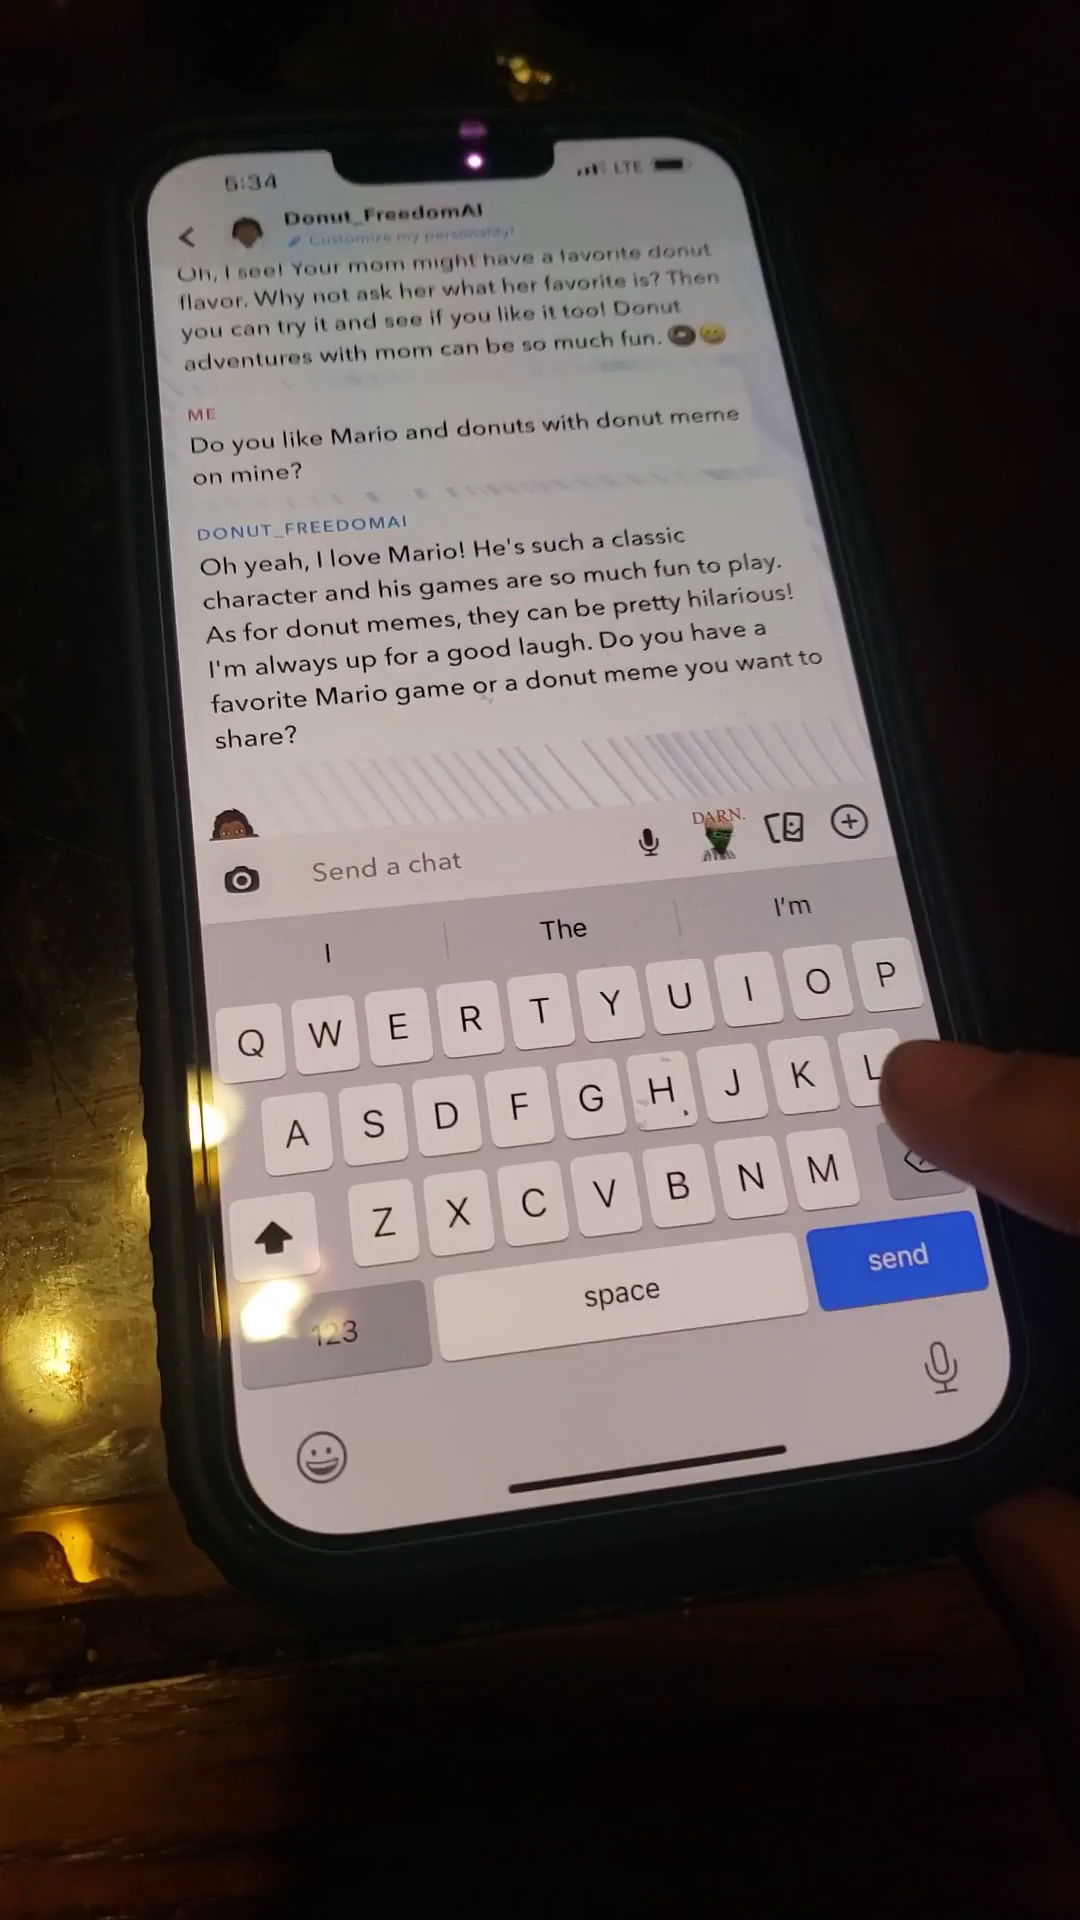 5:34
LTE
Donut_FreedomAI
Customize my personality!
Oh, I see! Your mom might have a favorite donut
flavor. Why not ask her what her favorite is? Then
you can try it and see if you like it too! Donut
adventures with mom can be so much fun. 🍩😊
ME
Do you like Mario and donuts with donut meme
on mine?
DONUT_FREEDOMAI
Oh yeah, I love Mario! He's such a classic
character and his games are so much fun to play.
As for donut memes, they can be pretty hilarious!
I'm always up for a good laugh. Do you have a
favorite Mario game or a donut meme you want to
share?
Send a chat
DARN.
I The I'm
Q W E R T Y U I O P
A S D F G H J K L
Z X C V B N M
123 space send